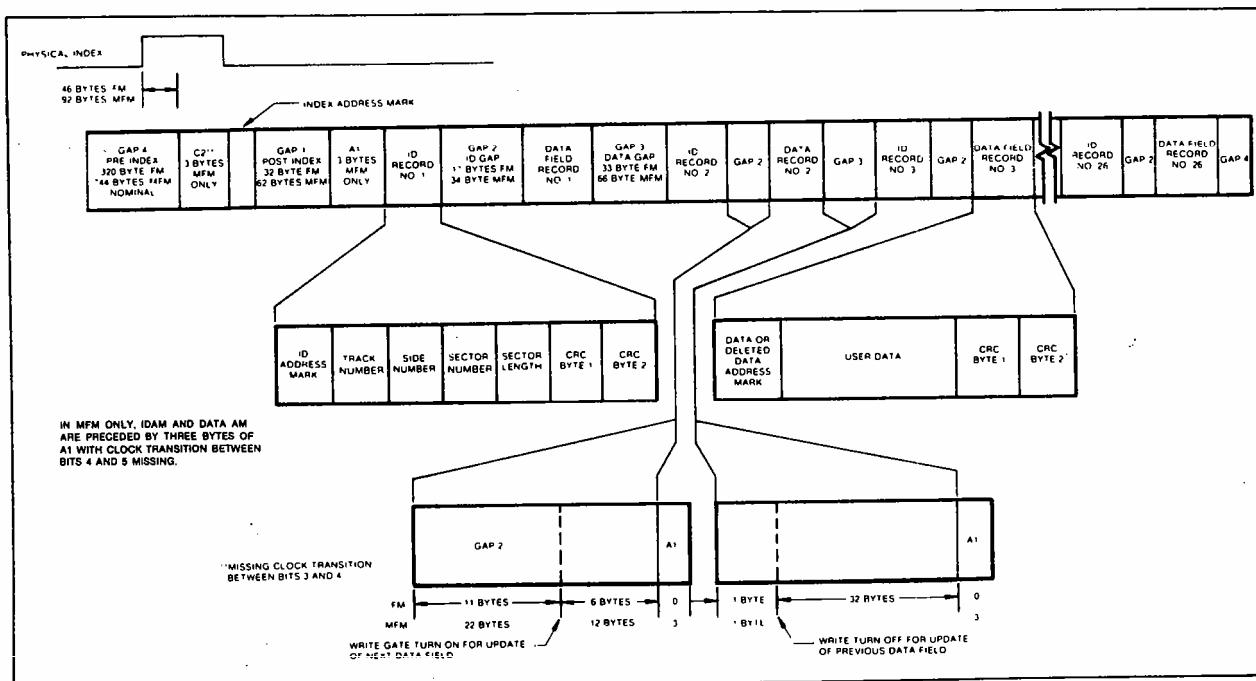 PHYSICAL INDEX
46 BYTES FM
92 BYTES MFM
INDEX ADDRESS MARK
GAP 4
PRE INDEX
320 BYTE FM
744 BYTES MFM
NOMINAL
C2**
3 BYTES
MFM
ONLY
GAP 1
POST INDEX
32 BYTE FM
62 BYTES MFM
A1
3 BYTES
MFM
ONLY
ID
RECORD
NO. 1
GAP 2
ID GAP
BYTES FM
34 BYTE MFM
DATA
FIELD
RECORD
NO. 1
GAP 3
DATA GAP
33 BYTE FM
66 BYTE MFM
ID
RECORD
NO. 2
GAP 2
DATA
RECORD
NO. 2
GAP 3
ID
RECORD
NO. 3
GAP 2
DATA FIELD
RECORD
NO. 3
ID
RECORD
NO 26
GAP 2
DATA FIELD
RECORD
NO. 26
GAP 4
ID
ADDRESS
MARK
TRACK
NUMBER
SIDE
NUMBER
SECTOR
NUMBER
SECTOR
LENGTH
CRC
BYTE 1
CRC
BYTE 2
DATA OR
DELETED
DATA
ADDRESS
MARK
USER DATA
CRC
BYTE 1
CRC
BYTE 2
IN MFM ONLY, IDAM AND DATA AM
ARE PRECEDED BY THREE BYTES OF
A1 WITH CLOCK TRANSITION BETWEEN
BITS 4 AND 5 MISSING.
GAP 2
A1
A1
**MISSING CLOCK TRANSITION
BETWEEN BITS 3 AND 4
FM 11 BYTES 6 BYTES 0 1 BYTE 32 BYTES 0
MFM 22 BYTES 12 BYTES 3 1 BYTE 3
WRITE GATE TURN ON FOR UPDATE
OF NEXT DATA FIELD
WRITE TURN OFF FOR UPDATE
OF PREVIOUS DATA FIELD